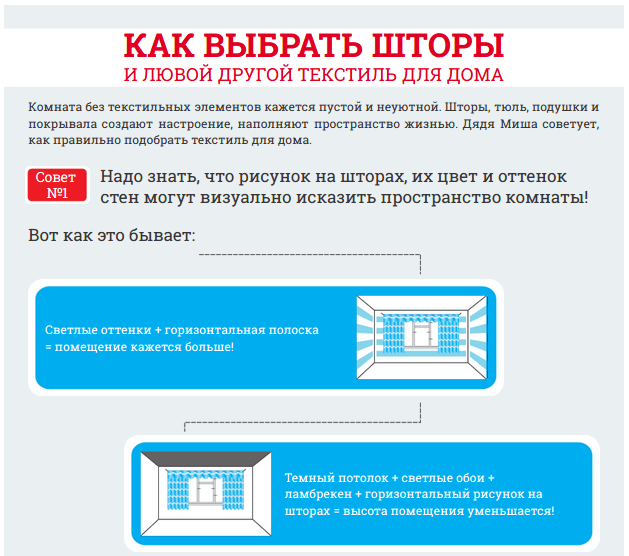 КАК ВЫБРАТЬ ШТОРЫ
И ЛЮВОЙ ДРУГОЙ ТЕКСТИЛЬ ДЛЯ ДОМА
Комната без текстильных элементов кажется пустой и неуютной. Шторы, тюль, подушки и
покрывала создают настроение, наполняют пространство жизнью. Дядя Миша советует,
как правильно подобрать текстиль для дома.
Совет
№1
Надо знать, что рисунок на шторах, их цвет и оттенок
стен могут визуально исказить пространство комнаты!
Вот как это бывает:
Светлые оттенки + горизонтальная полоска
= помещение кажется больше!
Темный потолок + светлые обои +
ламбрекен + горизонтальный рисунок на
шторах = высота помещения уменьшается!